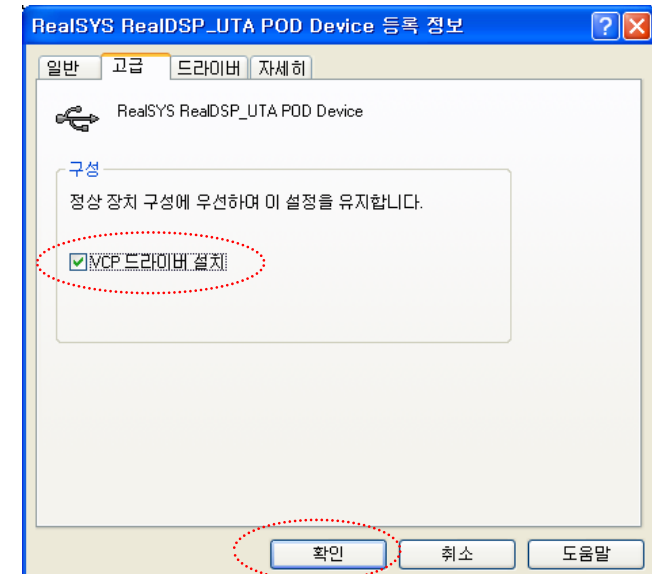 RealSYS RealDSP_UTA POD Device 등록 정보
일반 고급 드라이버 자세히
RealSYS RealDSP_UTA POD Device
구성
정상 장치 구성에 우선하여 이 설정을 유지합니다.
VCP 드라이버 설치
확인 취소 도움말